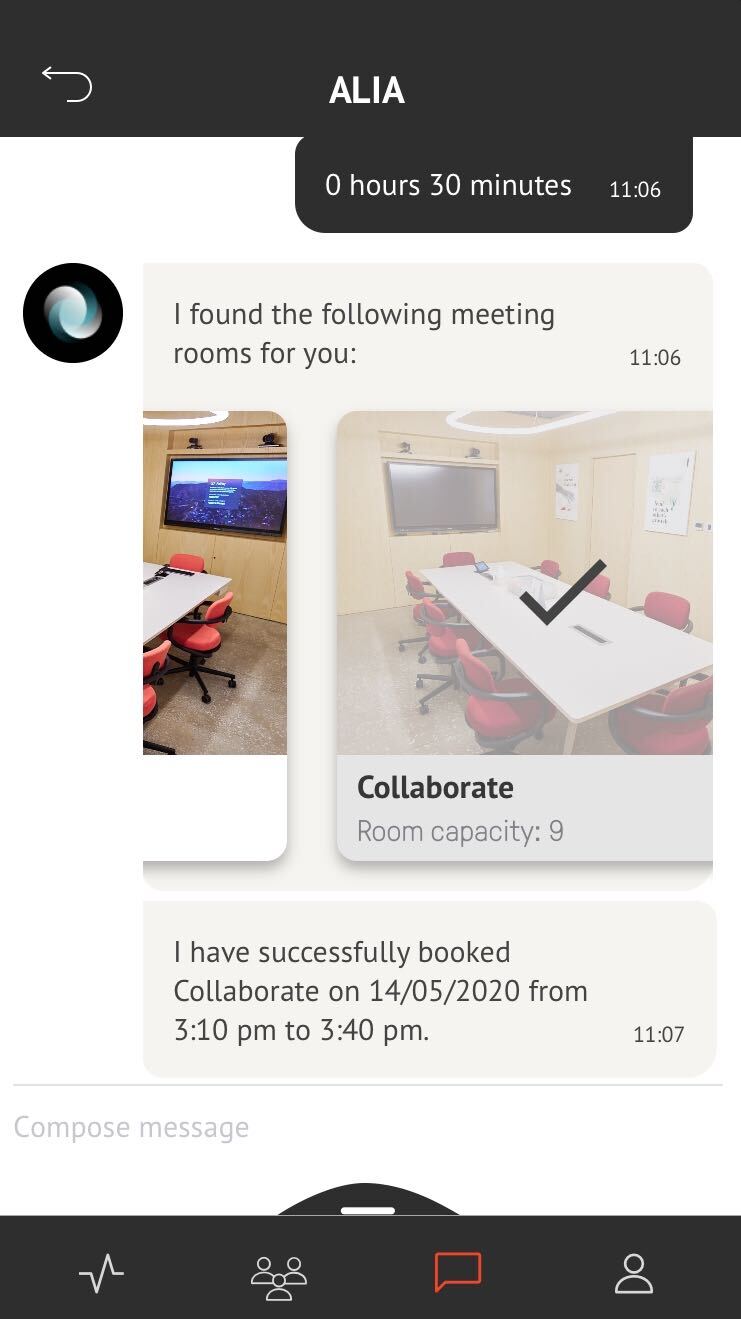 ALIA
0 hours 30 minutes
11:06
I found the following meeting
rooms for you:
11:06
Collaborate
Room capacity: 9
I have successfully booked
Collaborate on 14/05/2020 from
3:10 pm to 3:40 pm.
11:07
Compose message